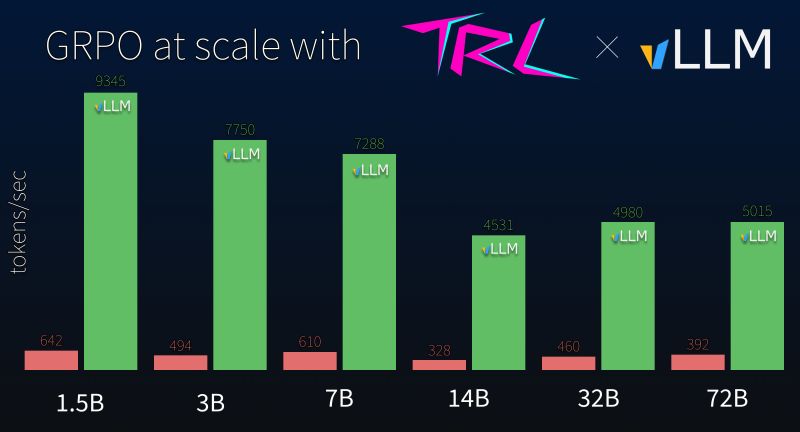 GRPO at scale with TRL × vLLM
tokens/sec
9345
vLLM
7750
vLLM
7288
vLLM
4531
vLLM
4980
vLLM
5015
vLLM
642
494
610
328
460
392
1.5B
3B
7B
14B
32B
72B